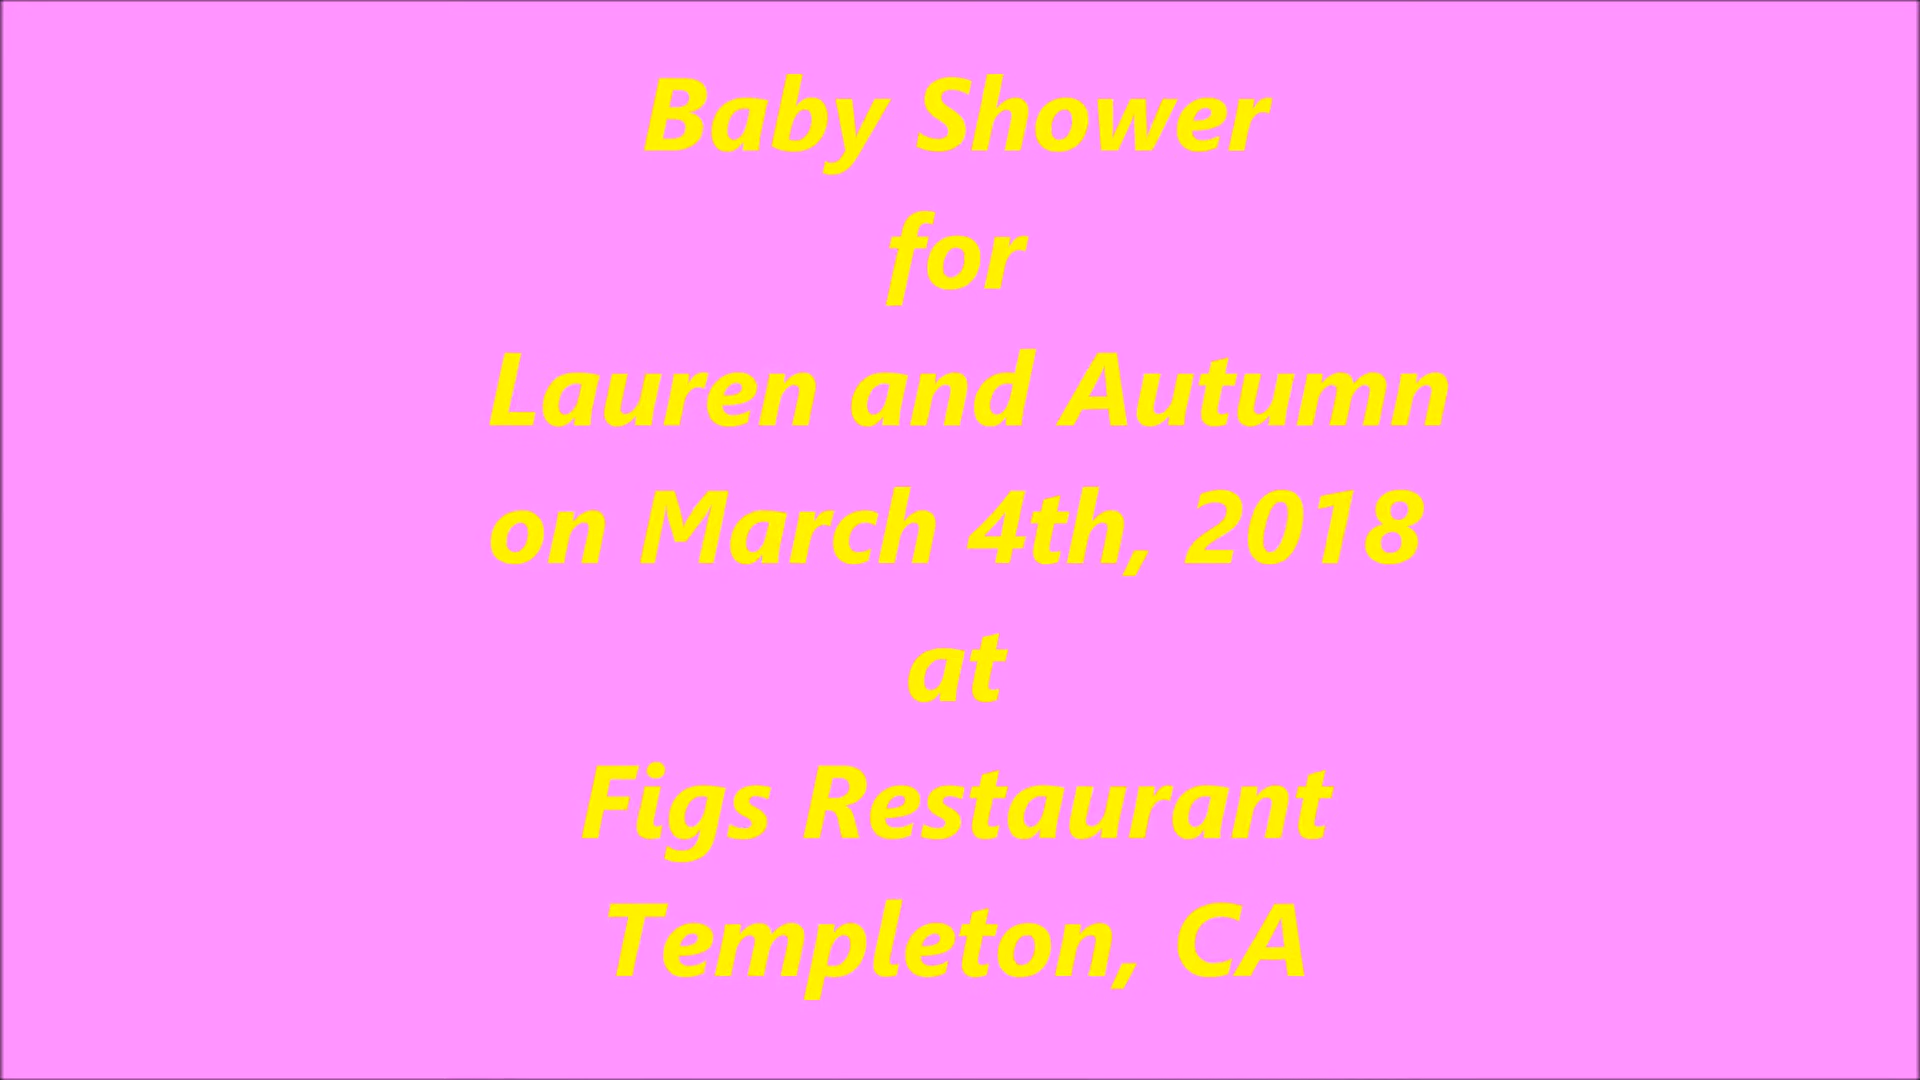 Baby Shower
for
Lauren and Autumn
on March 4th, 2018
at
Figs Restaurant
Templeton, CA